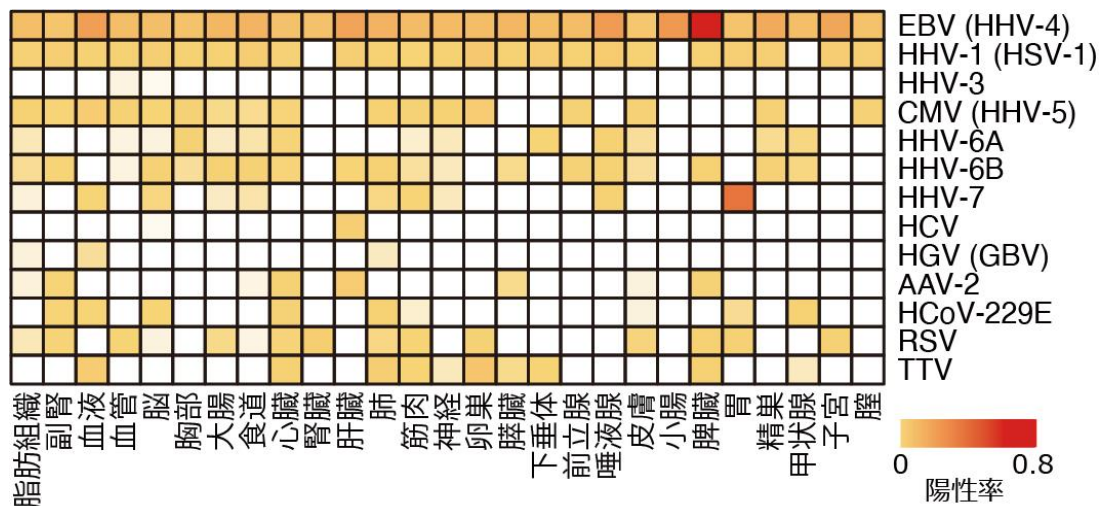 EBV (HHV-4)
HHV-1 (HSV-1)
HHV-3
CMV (HHV-5)
HHV-6A
HHV-6B
HHV-7
HCV
HGV (GBV)
AAV-2
HCoV-229E
RSV
TTV
脂肪組織
副腎
血液
血管
脳
胸部
大腸
食道
心臓
腎臓
肝臓
肺
筋肉
神経
卵巣
膵臓
下垂体
前立腺
唾液腺
皮膚
小腸
脾臓
胃
精巣
甲状腺
子宮
膣
0 0.8
陽性率